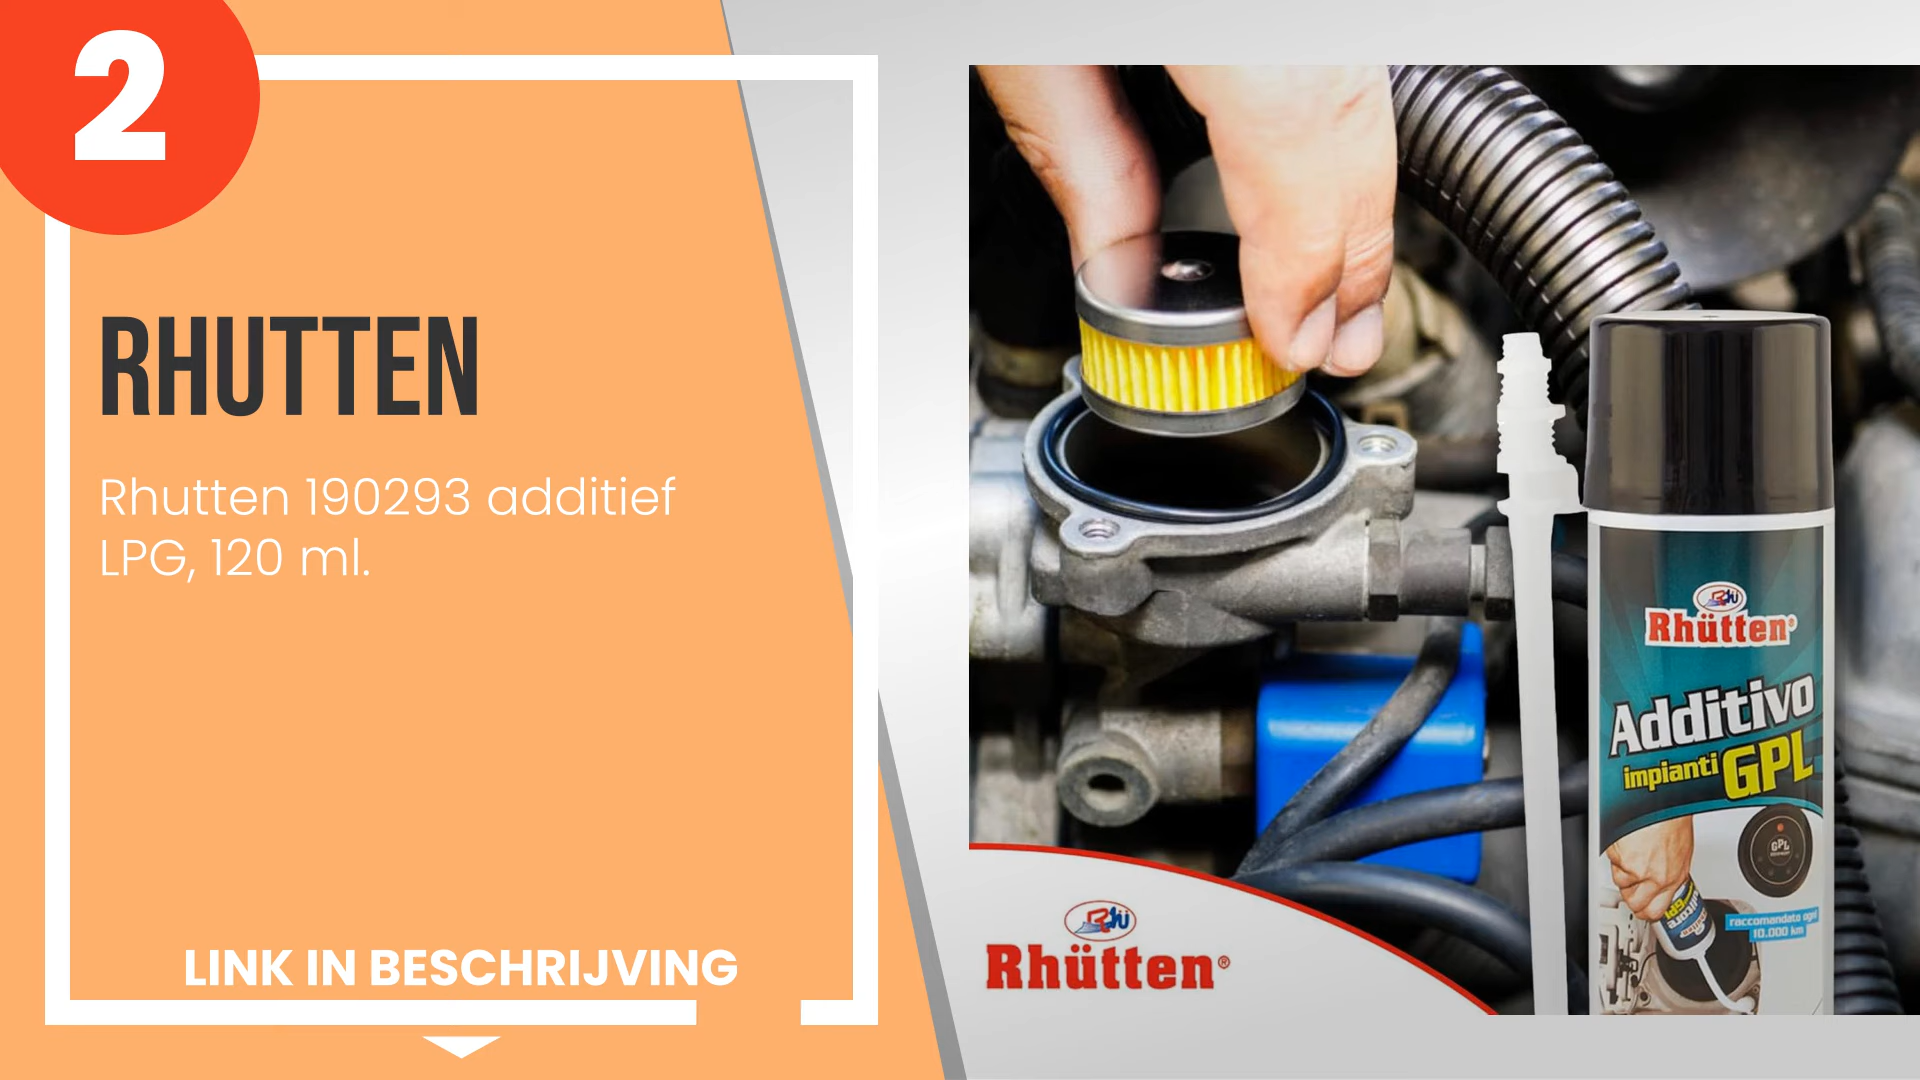 2
RHUTTEN
Rhutten 190293 additief
LPG, 120 ml.
LINK IN BESCHRIJVING
Rhütten®
Rhütten
Additivo
impianti GPL
GPL
raccomandato ogni
10.000 km